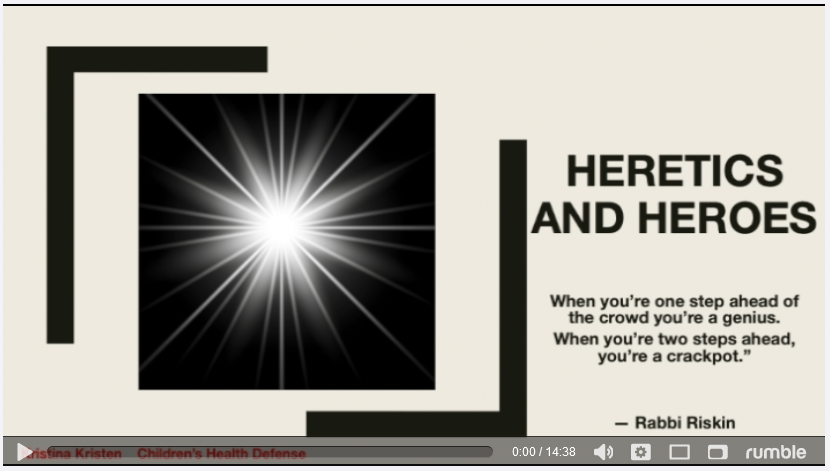 HERETICS
AND HEROES
When you're one step ahead of
the crowd you're a genius.
When you're two steps ahead,
you're a crackpot.”
— Rabbi Riskin
Kristen Children's Health Defense
0:00 / 14:38
rumble